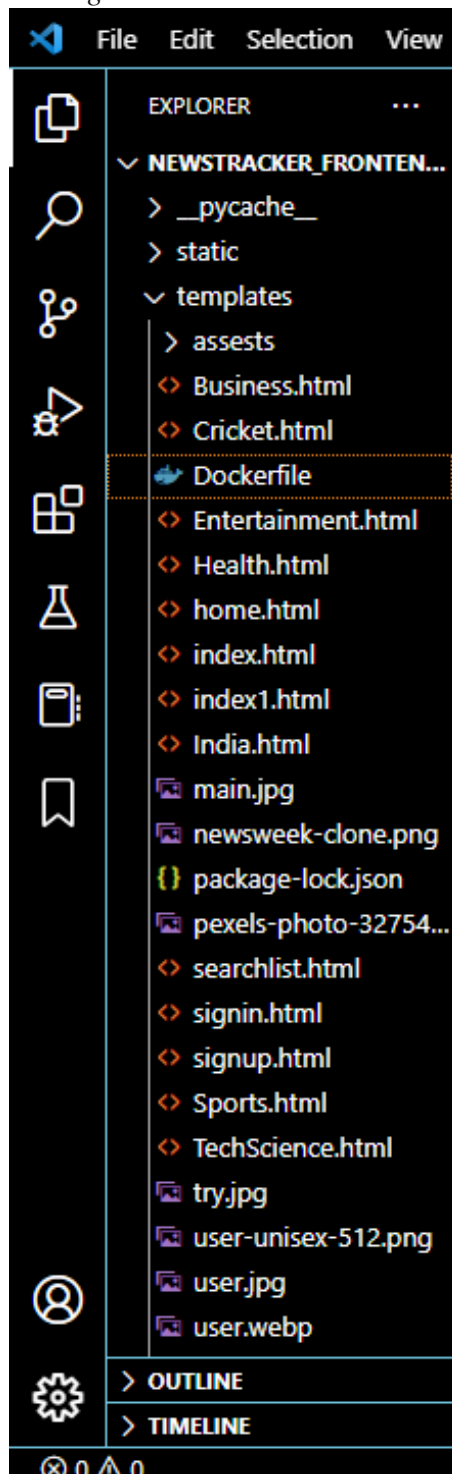 File Edit Selection View
EXPLORER ...
NEWSTRACKER_FRONTEN...
__pycache__
static
templates
assests
Business.html
Cricket.html
Dockerfile
Entertainment.html
Health.html
home.html
index.html
index1.html
India.html
main.jpg
newsweek-clone.png
{} package-lock.json
pexels-photo-32754...
searchlist.html
signin.html
signup.html
Sports.html
TechScience.html
try.jpg
user-unisex-512.png
user.jpg
user.webp
OUTLINE
TIMELINE
0 0